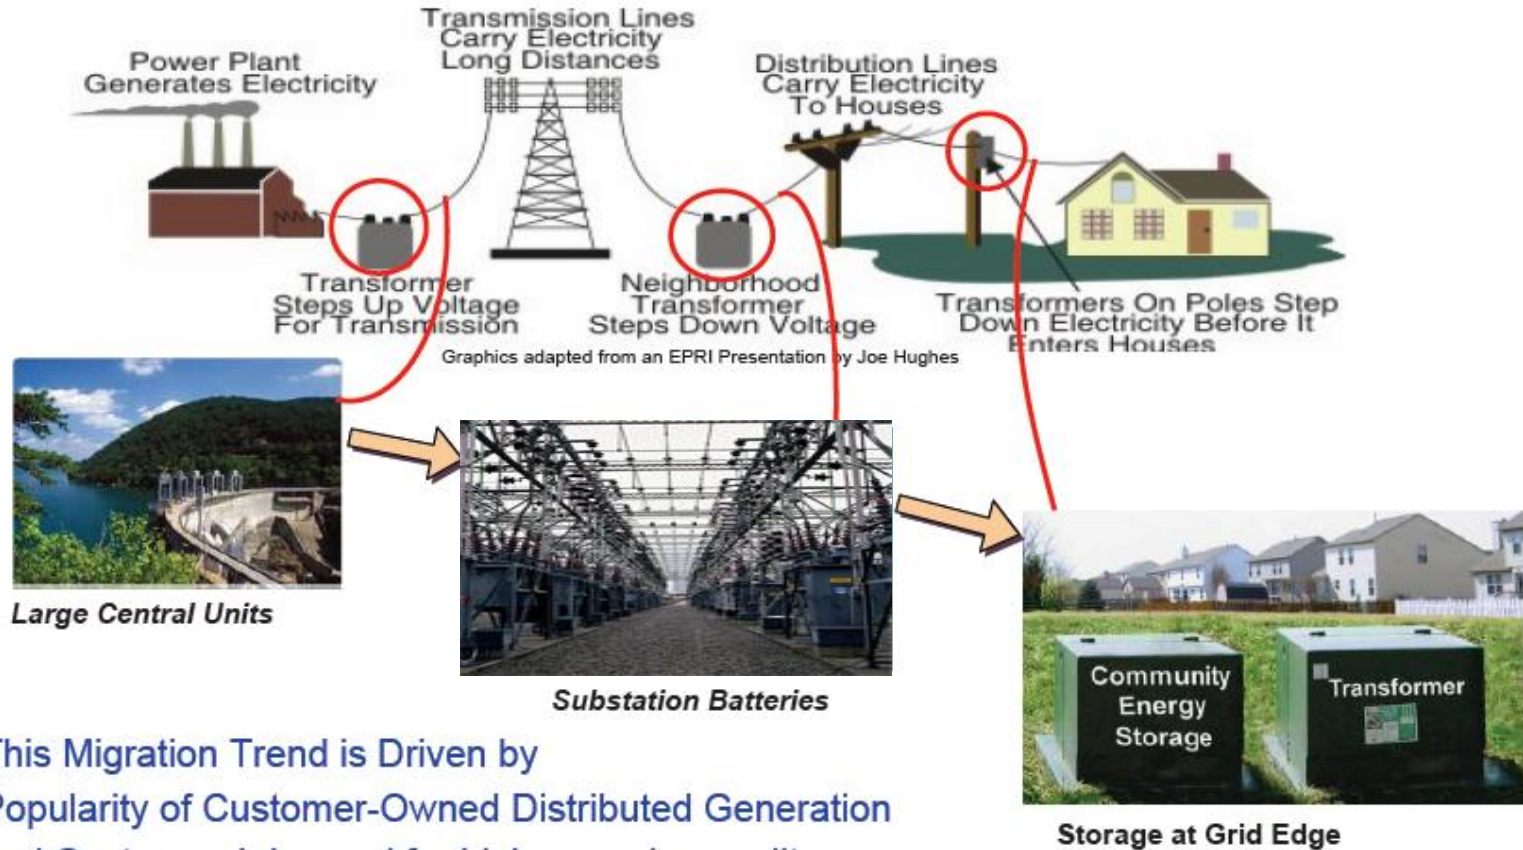 Transmission Lines
Carry Electricity
Long Distances
Power Plant
Generates Electricity
Distribution Lines
Carry Electricity
To Houses
Transformer
Steps Up Voltage
For Transmission
Neighborhood
Transformer
Steps Down Voltage
Transformers On Poles Step
Down Electricity Before It
Enters Houses
Graphics adapted from an EPRI Presentation by Joe Hughes
Large Central Units
Substation Batteries
Community
Energy
Storage
Transformer
Storage at Grid Edge
This Migration Trend is Driven by
Popularity of Customer-Owned Distributed Generation